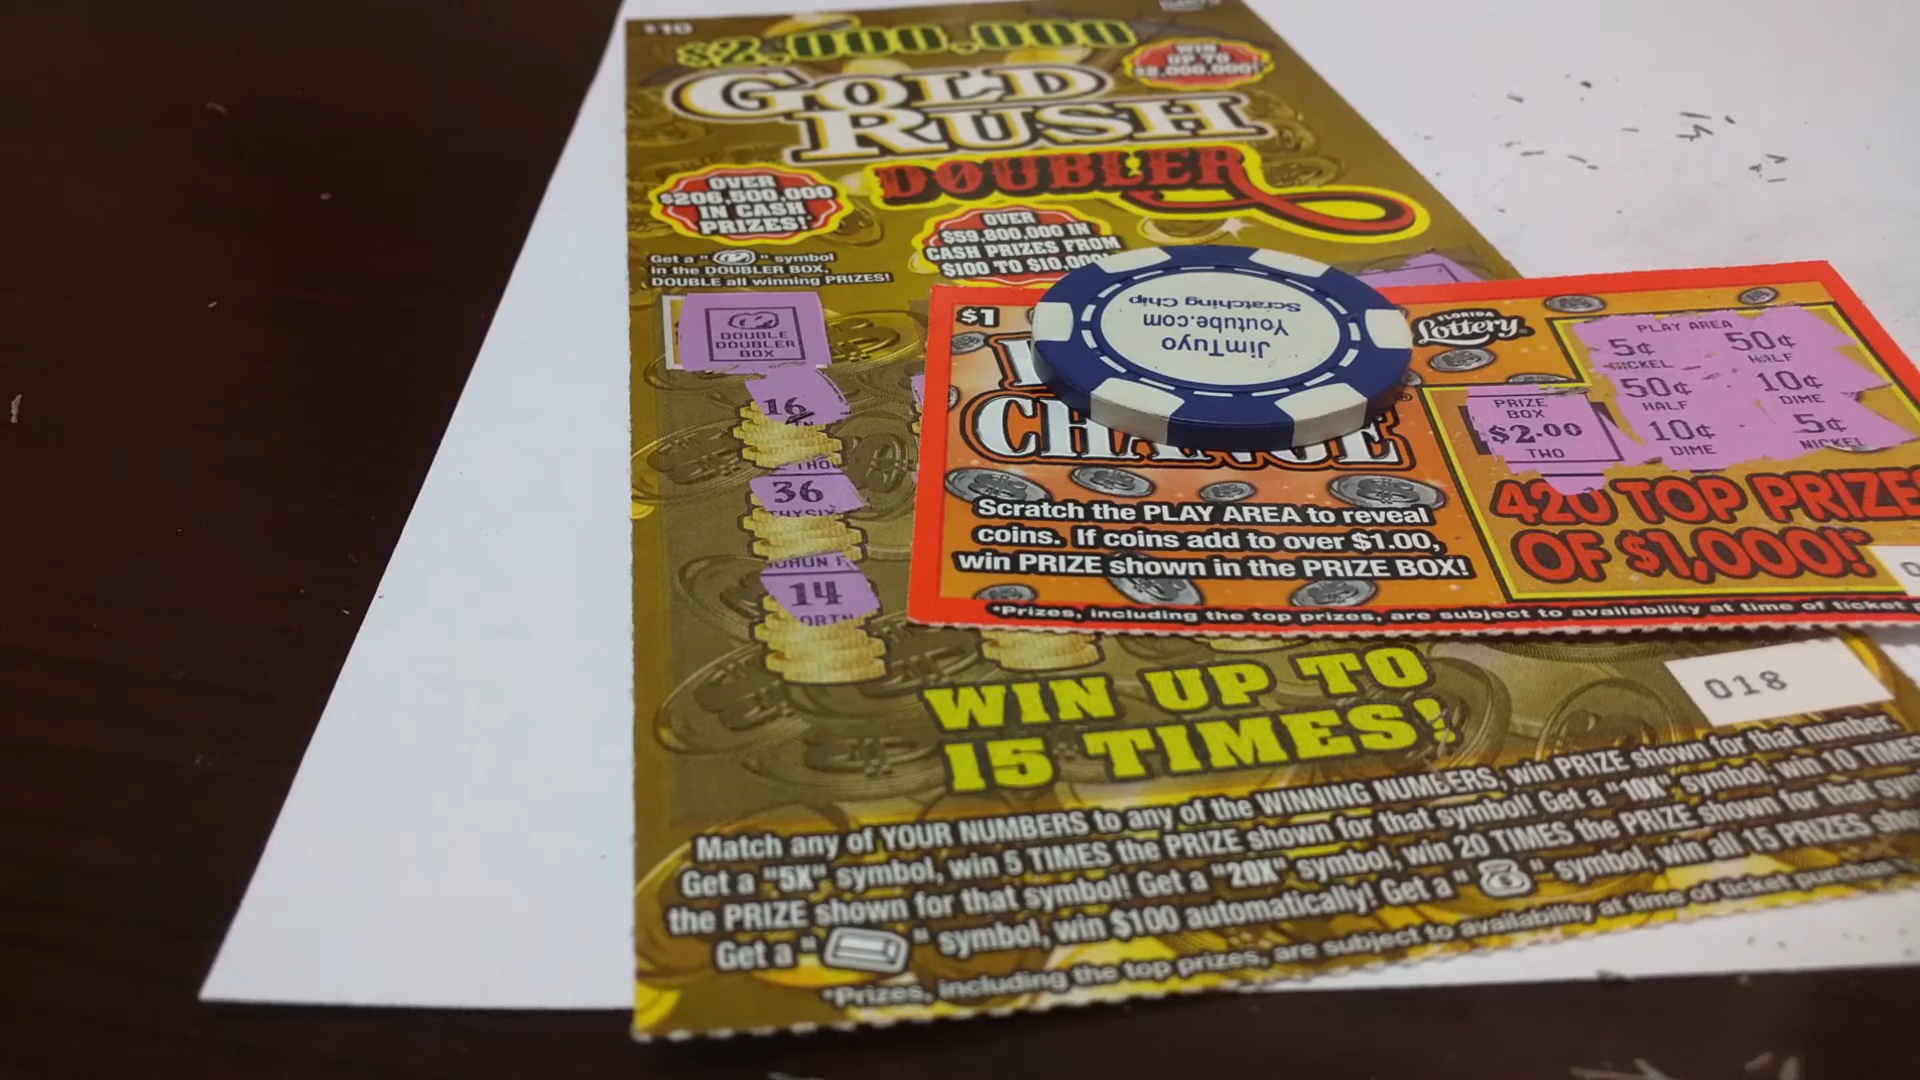 $10
$2,000,000
GOLD
RUSH
DOUBLER
WIN
UP TO
$2,000,000!
OVER
$206,500,000
IN CASH
PRIZES!*
OVER
$59,800,000 IN
CASH PRIZES FROM
$100 TO $10,000!
Get a " " symbol
in the DOUBLER BOX,
DOUBLE all winning PRIZES!
DOUBLE
DOUBLER
BOX
16
36
14
JimTuyo
Youtube.com
Scratching Chip
$1
CHANGE
FLORIDA
Lottery
PLAY AREA
5¢ 50¢
NICKEL HALF
50¢ 10¢
HALF DIME
10¢ 5¢
DIME NICKEL
PRIZE
BOX
$2.00
TWO
Scratch the PLAY AREA to reveal
coins. If coins add to over $1.00,
win PRIZE shown in the PRIZE BOX!
420 TOP PRIZES
OF $1,000!*
*Prizes, including the top prizes, are subject to availability at time of ticket
WIN UP TO
15 TIMES!
018
Match any of YOUR NUMBERS to any of the WINNING NUMBERS, win PRIZE shown for that number.
Get a "5X" symbol, win 5 TIMES the PRIZE shown for that symbol! Get a "10X" symbol, win 10 TIMES
the PRIZE shown for that symbol! Get a "20X" symbol, win 20 TIMES the PRIZE shown for that
Get a " " symbol, win $100 automatically! Get a " " symbol, win all 15 PRIZES
*Prizes, including the top prizes, are subject to availability at time of ticket purchase